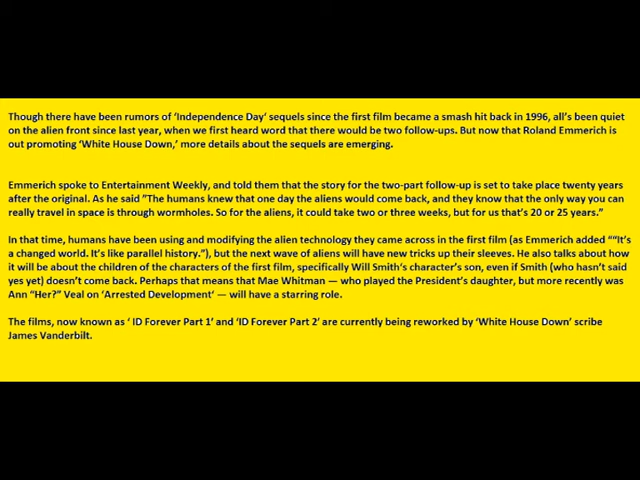 Though there have been rumors of ‘Independence Day‘ sequels since the first film became a smash hit back in 1996, all’s been quiet
on the alien front since last year, when we first heard word that there would be two follow-ups. But now that Roland Emmerich is
out promoting ‘White House Down,’ more details about the sequels are emerging.
Emmerich spoke to Entertainment Weekly, and told them that the story for the two-part follow-up is set to take place twenty years
after the original. As he said ”The humans knew that one day the aliens would come back, and they know that the only way you can
really travel in space is through wormholes. So for the aliens, it could take two or three weeks, but for us that’s 20 or 25 years.”
In that time, humans have been using and modifying the alien technology they came across in the first film (as Emmerich added ““It’s
a changed world. It’s like parallel history.”), but the next wave of aliens will have new tricks up their sleeves. He also talks about how
it will be about the children of the characters of the first film, specifically Will Smith‘s character’s son, even if Smith (who hasn’t said
yes yet) doesn’t come back. Perhaps that means that Mae Whitman — who played the President’s daughter, but more recently was
Ann “Her?” Veal on ‘Arrested Development‘ — will have a starring role.
The films, now known as ‘ ID Forever Part 1′ and ‘ID Forever Part 2′ are currently being reworked by ‘White House Down’ scribe
James Vanderbilt.